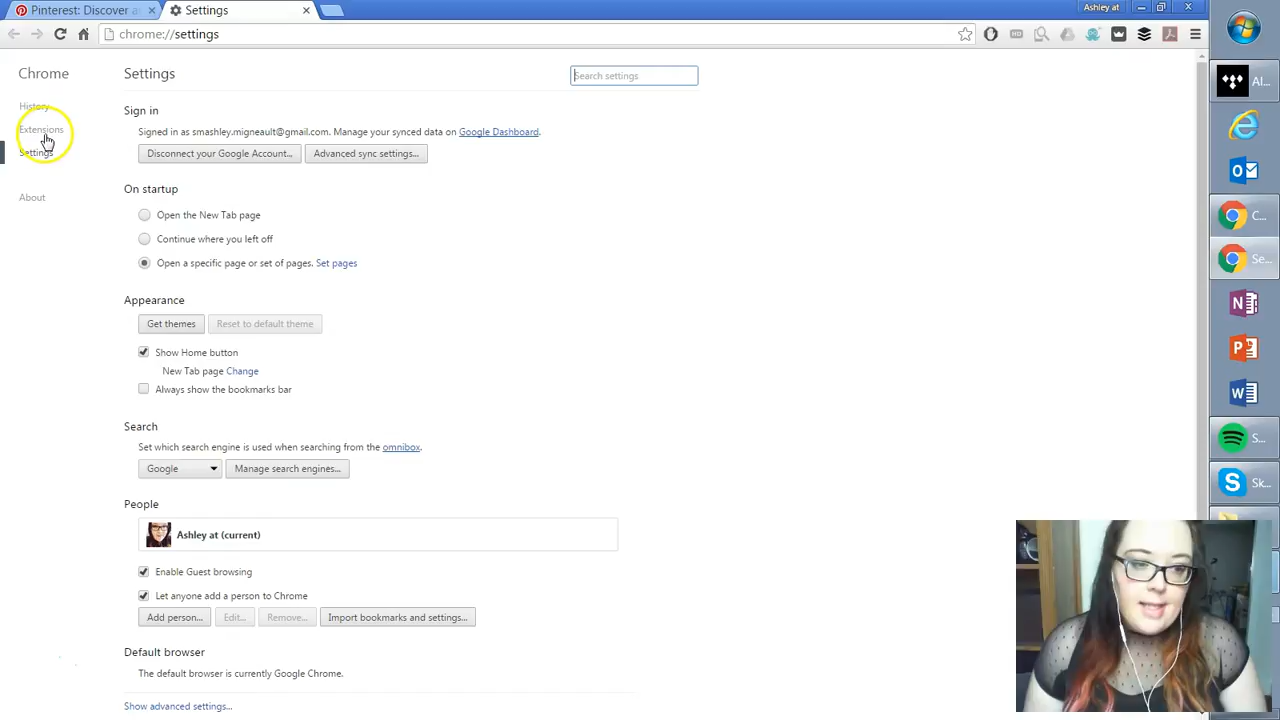 Pinterest: Discover a
Settings
Ashley at
chrome://settings
Chrome
History
Extensions
Settings
About
Settings
Search settings
Sign in
Signed in as smashley.migneault@gmail.com. Manage your synced data on Google Dashboard.
Disconnect your Google Account...
Advanced sync settings...
On startup
Open the New Tab page
Continue where you left off
Open a specific page or set of pages. Set pages
Appearance
Get themes
Reset to default theme
Show Home button
New Tab page Change
Always show the bookmarks bar
Search
Set which search engine is used when searching from the omnibox.
Google
Manage search engines...
People
Ashley at (current)
Enable Guest browsing
Let anyone add a person to Chrome
Add person...
Edit...
Remove...
Import bookmarks and settings...
Default browser
The default browser is currently Google Chrome.
Show advanced settings...
Al...
C...
Se...
S...
Sk...